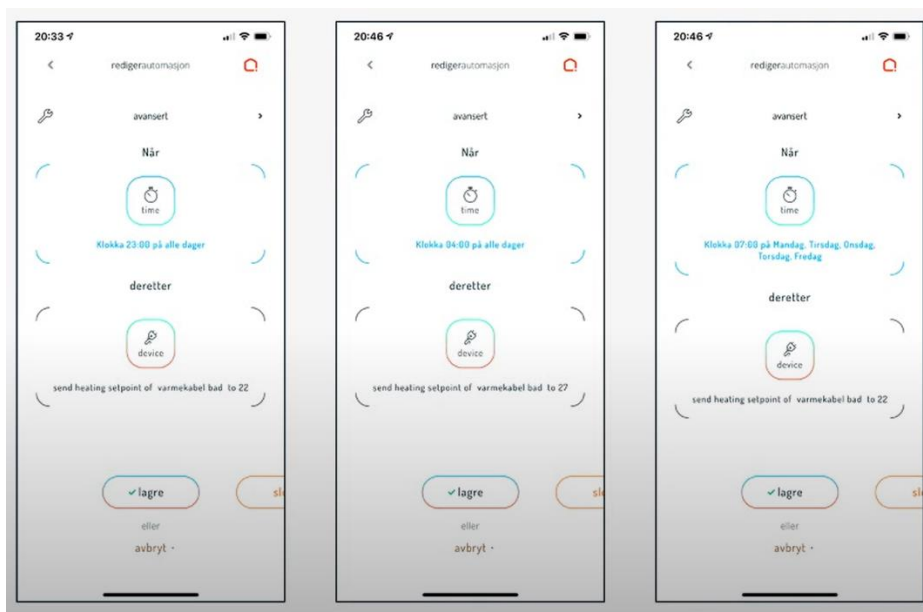 20:33
redigerautomasjon
avansert
Når
time
Klokka 23:00 på alle dager
deretter
device
send heating setpoint of varmekabel bad to 22
lagre
eller
avbryt
20:46
redigerautomasjon
avansert
Når
time
Klokka 04:00 på alle dager
deretter
device
send heating setpoint of varmekabel bad to 27
lagre
eller
avbryt
20:46
redigerautomasjon
avansert
Når
time
Klokka 07:00 på Mandag, Tirsdag, Onsdag,
Torsdag, Fredag
deretter
device
send heating setpoint of varmekabel bad to 22
lagre
eller
avbryt